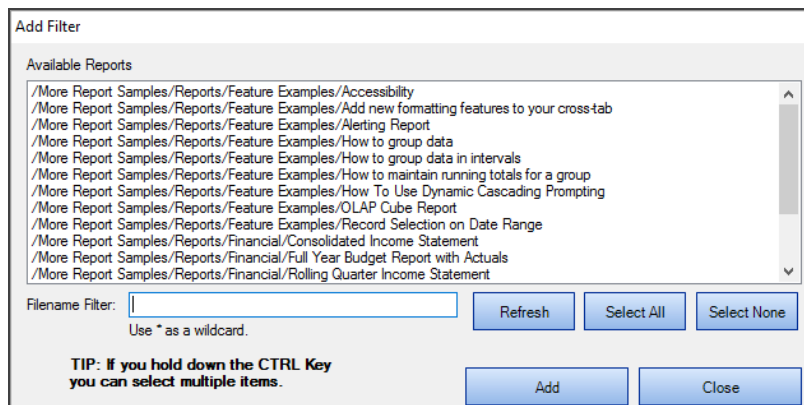 Add Filter
Available Reports
/More Report Samples/Reports/Feature Examples/Accessibility
/More Report Samples/Reports/Feature Examples/Add new formatting features to your cross-tab
/More Report Samples/Reports/Feature Examples/Alerting Report
/More Report Samples/Reports/Feature Examples/How to group data
/More Report Samples/Reports/Feature Examples/How to group data in intervals
/More Report Samples/Reports/Feature Examples/How to maintain running totals for a group
/More Report Samples/Reports/Feature Examples/How To Use Dynamic Cascading Prompting
/More Report Samples/Reports/Feature Examples/OLAP Cube Report
/More Report Samples/Reports/Feature Examples/Record Selection on Date Range
/More Report Samples/Reports/Financial/Consolidated Income Statement
/More Report Samples/Reports/Financial/Full Year Budget Report with Actuals
/More Report Samples/Reports/Financial/Rolling Quarter Income Statement
Filename Filter: Refresh Select All Select None
Use * as a wildcard.
TIP: If you hold down the CTRL Key
you can select multiple items.
Add Close